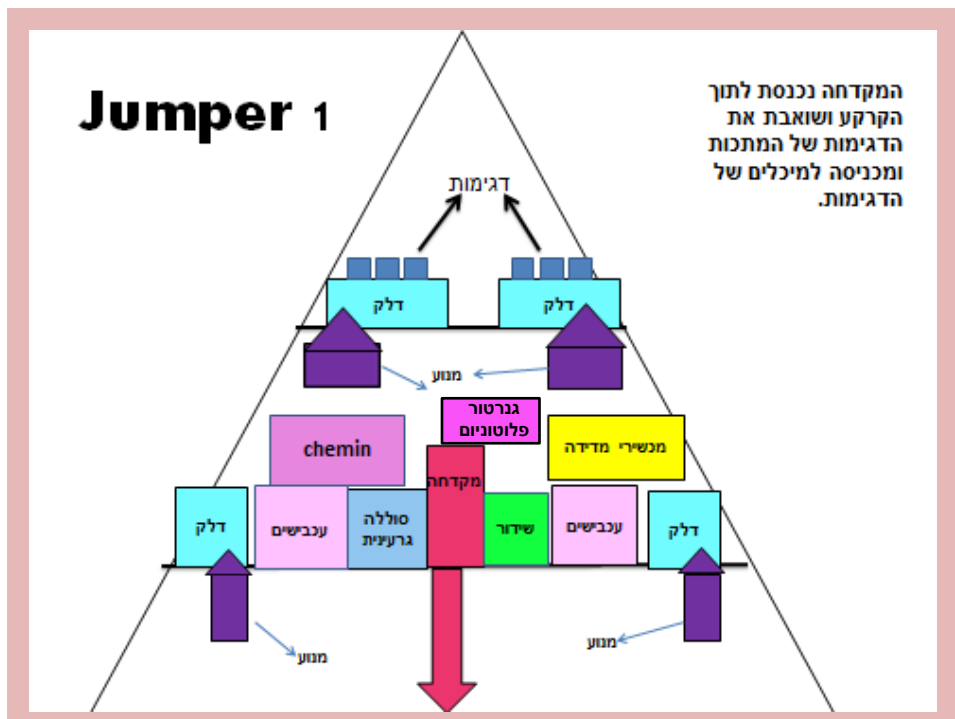 Jumper 1
המקדחה נכנסת לתוך
הקרקע ושואבת את
הדגימות של המתכות
ומכניסה למיכלים של
הדגימות.
דגימות
דלק
דלק
מנוע
גנרטור
פלוטוניום
chemin
מקדחה
מכשירי מדידה
דלק
עכבישים
סוללה
גרעינית
שידור
עכבישים
דלק
מנוע
מנוע